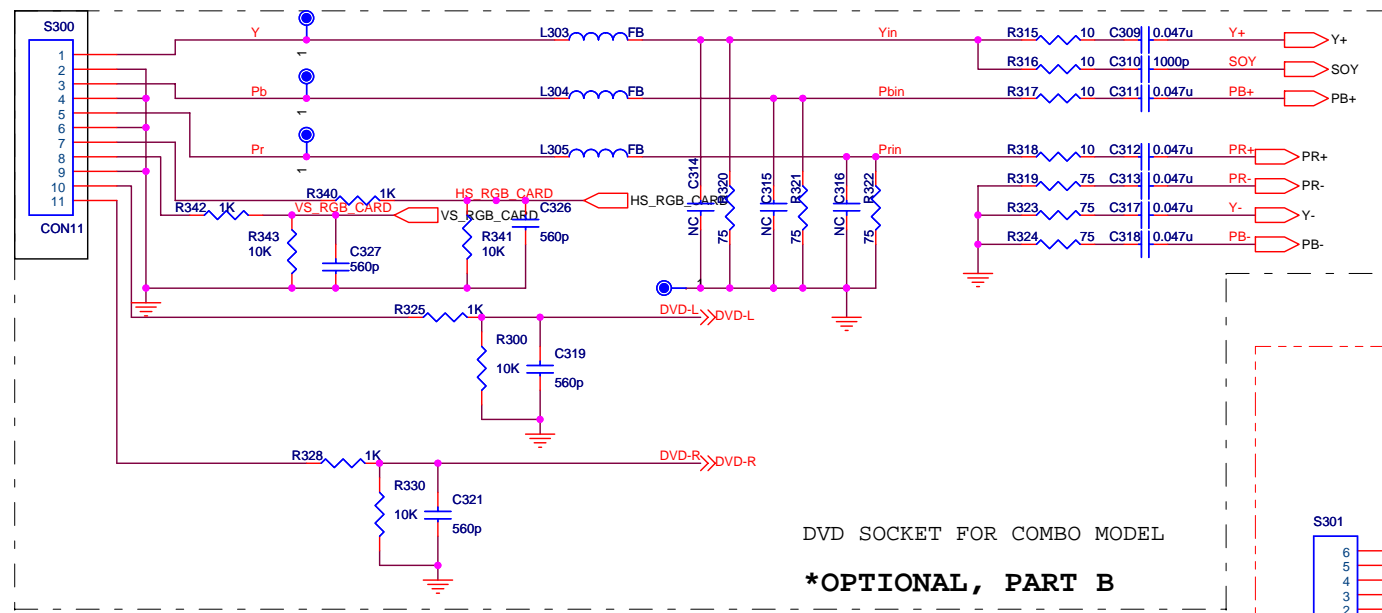 S300
1
2
3
4
5
6
7
8
9
10
11
CON11
Y
1
L303 FB
Yin
R315 10 C309 0.047u Y+ Y+
R316 10 C310 1000p SOY SOY
Pb
1
L304 FB
Pbin
R317 10 C311 0.047u PB+ PB+
Pr
1
L305 FB
Prin
R318 10 C312 0.047u PR+ PR+
R319 75 C313 0.047u PR- PR-
R323 75 C317 0.047u Y- Y-
R324 75 C318 0.047u PB- PB-
C314 NC
R320 75
C315 NC
R321 75
C316 NC
R322 75
1
R340 1K HS_RGB_CARD HS_RGB_CARD
R342 1K VS_RGB_CARD VS_RGB_CARD
C326
560p
R343
10K
C327
560p
R341
10K
R325 1K DVD-L DVD-L
R300
10K
C319
560p
R328 1K DVD-R DVD-R
R330
10K
C321
560p
DVD SOCKET FOR COMBO MODEL
*OPTIONAL, PART B
S301
6
5
4
3
2